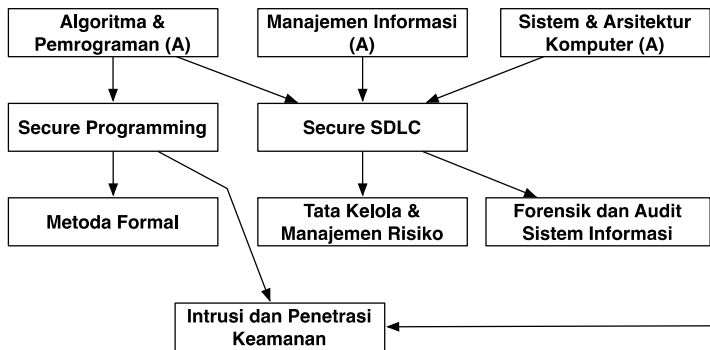 Algoritma &
Pemrograman (A)
Manajemen Informasi
(A)
Sistem & Arsitektur
Komputer (A)
Secure Programming
Secure SDLC
Metoda Formal
Tata Kelola &
Manajemen Risiko
Forensik dan Audit
Sistem Informasi
Intrusi dan Penetrasi
Keamanan